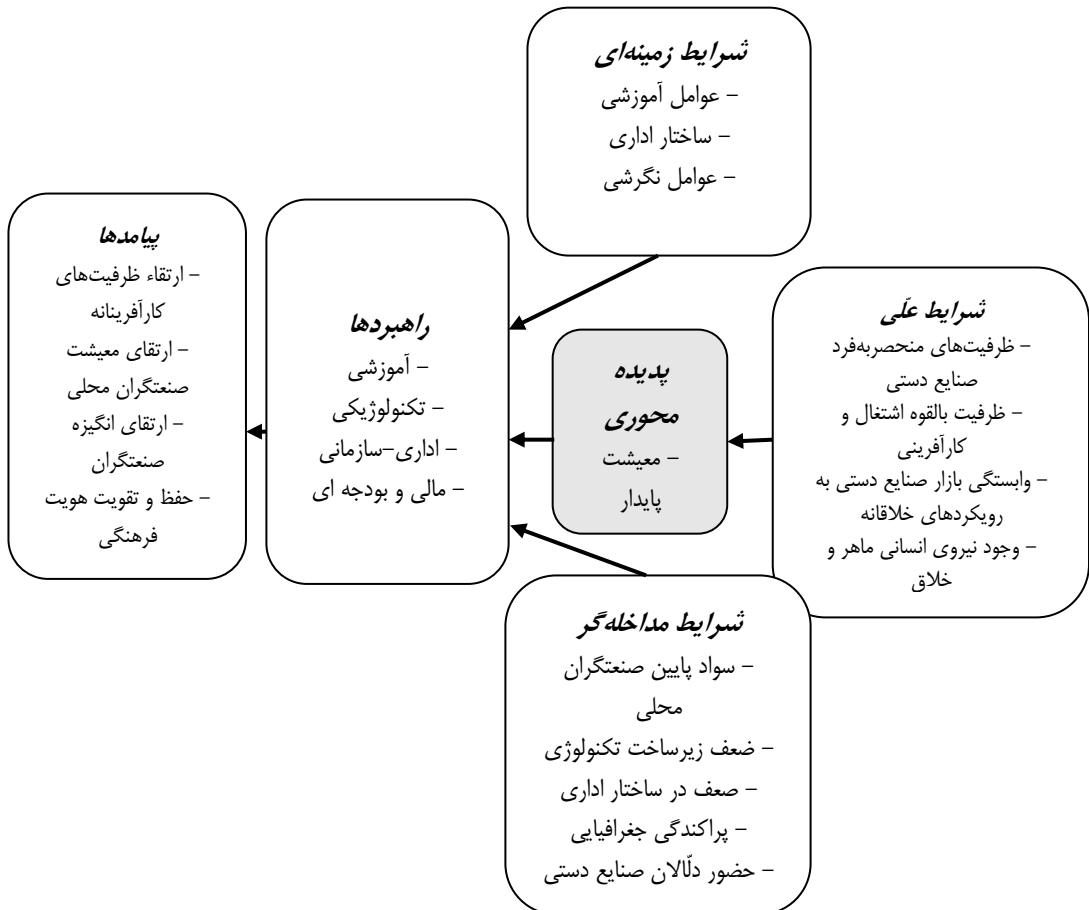 شرایط زمینه‌ای
- عوامل آموزشی
- ساختار اداری
- عوامل نگرشی
شرایط علّی
- ظرفیت‌های منحصربه‌فرد
صنایع دستی
- ظرفیت بالقوه اشتغال و
کارآفرینی
- وابستگی بازار صنایع دستی به
رویکردهای خلاقانه
- وجود نیروی انسانی ماهر و
خلاق
پدیده
محوری
- معیشت
پایدار
راهبردها
- آموزشی
- تکنولوژیکی
- اداری-سازمانی
- مالی و بودجه ای
پیامدها
- ارتقاء ظرفیت‌های
کارآفرینانه
- ارتقای معیشت
صنعتگران محلی
- ارتقای انگیزه
صنعتگران
- حفظ و تقویت هویت
فرهنگی
شرایط مداخله‌گر
- سواد پایین صنعتگران
محلی
- ضعف زیرساخت تکنولوژی
- صعف در ساختار اداری
- پراکندگی جغرافیایی
- حضور دلّالان صنایع دستی